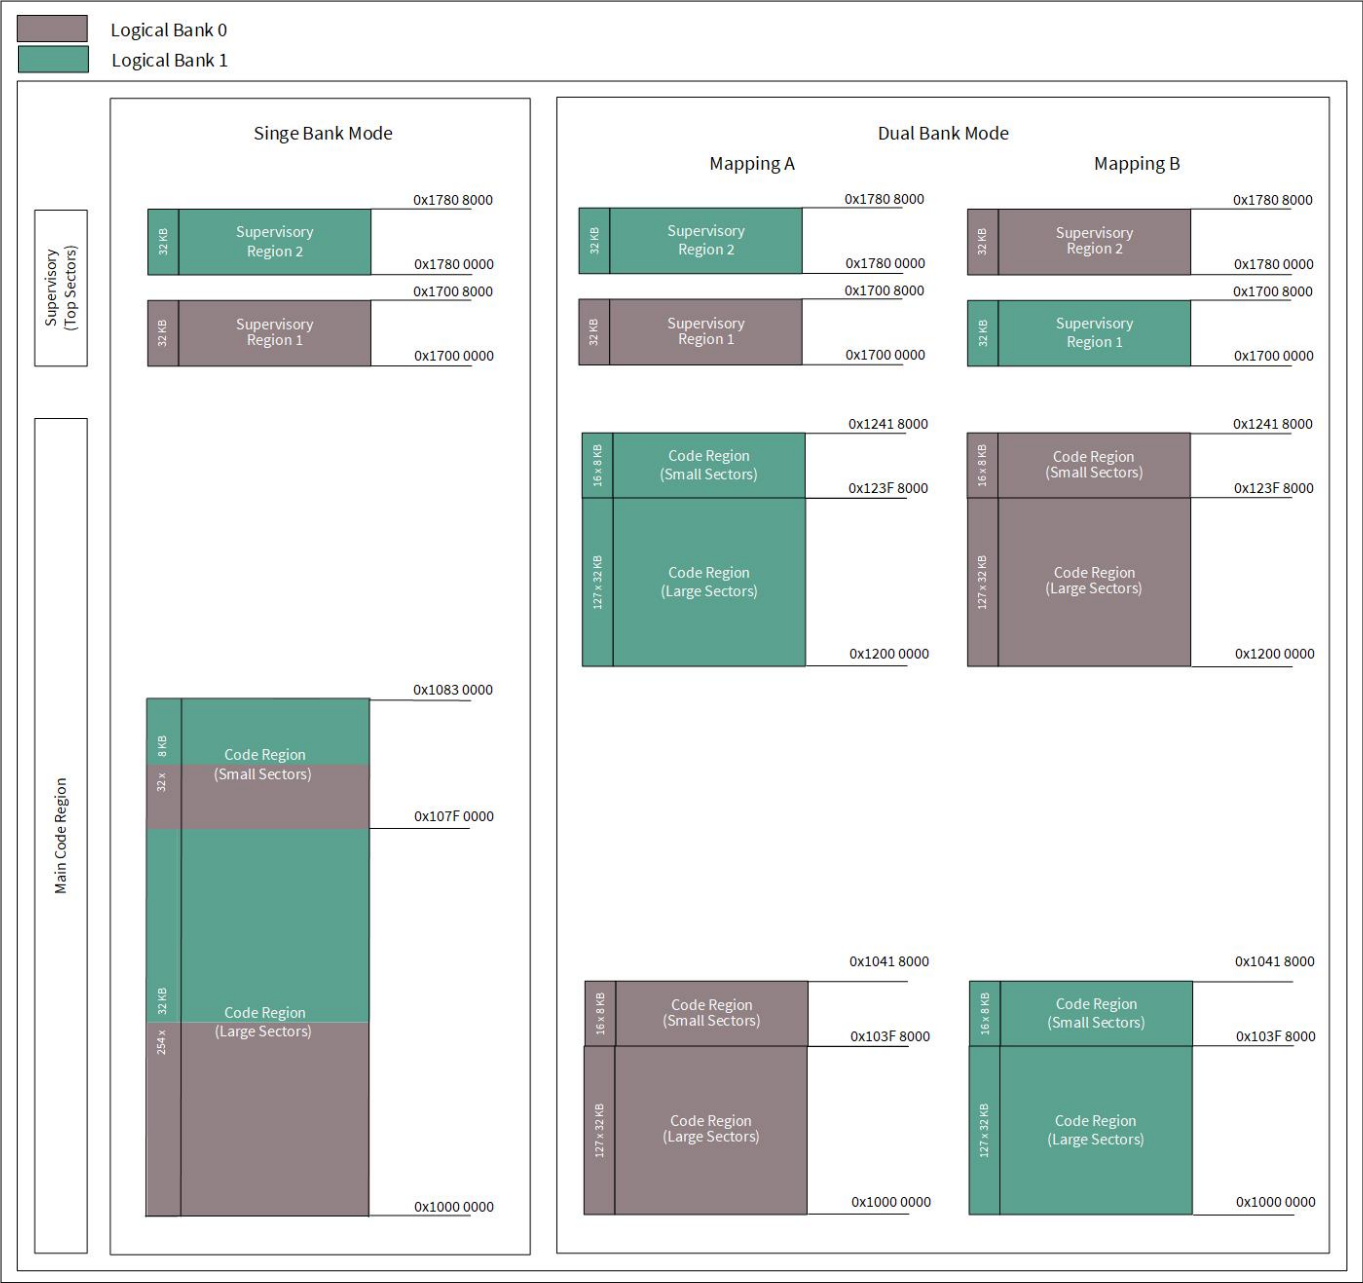 Logical Bank 0
Logical Bank 1
Singe Bank Mode
Dual Bank Mode
Mapping A
Mapping B
Supervisory
(Top Sectors)
32 KB
Supervisory
Region 2
0x1780 8000
0x1780 0000
32 KB
Supervisory
Region 1
0x1700 8000
0x1700 0000
32 KB
Supervisory
Region 2
0x1780 8000
0x1780 0000
32 KB
Supervisory
Region 1
0x1700 8000
0x1700 0000
32 KB
Supervisory
Region 2
0x1780 8000
0x1780 0000
32 KB
Supervisory
Region 1
0x1700 8000
0x1700 0000
Main Code Region
32 x 8 KB
Code Region
(Small Sectors)
0x1083 0000
0x107F 0000
254 x 32 KB
Code Region
(Large Sectors)
0x1000 0000
16 x 8 KB
Code Region
(Small Sectors)
0x1241 8000
0x123F 8000
127 x 32 KB
Code Region
(Large Sectors)
0x1200 0000
16 x 8 KB
Code Region
(Small Sectors)
0x1041 8000
0x103F 8000
127 x 32 KB
Code Region
(Large Sectors)
0x1000 0000
16 x 8 KB
Code Region
(Small Sectors)
0x1241 8000
0x123F 8000
127 x 32 KB
Code Region
(Large Sectors)
0x1200 0000
16 x 8 KB
Code Region
(Small Sectors)
0x1041 8000
0x103F 8000
127 x 32 KB
Code Region
(Large Sectors)
0x1000 0000